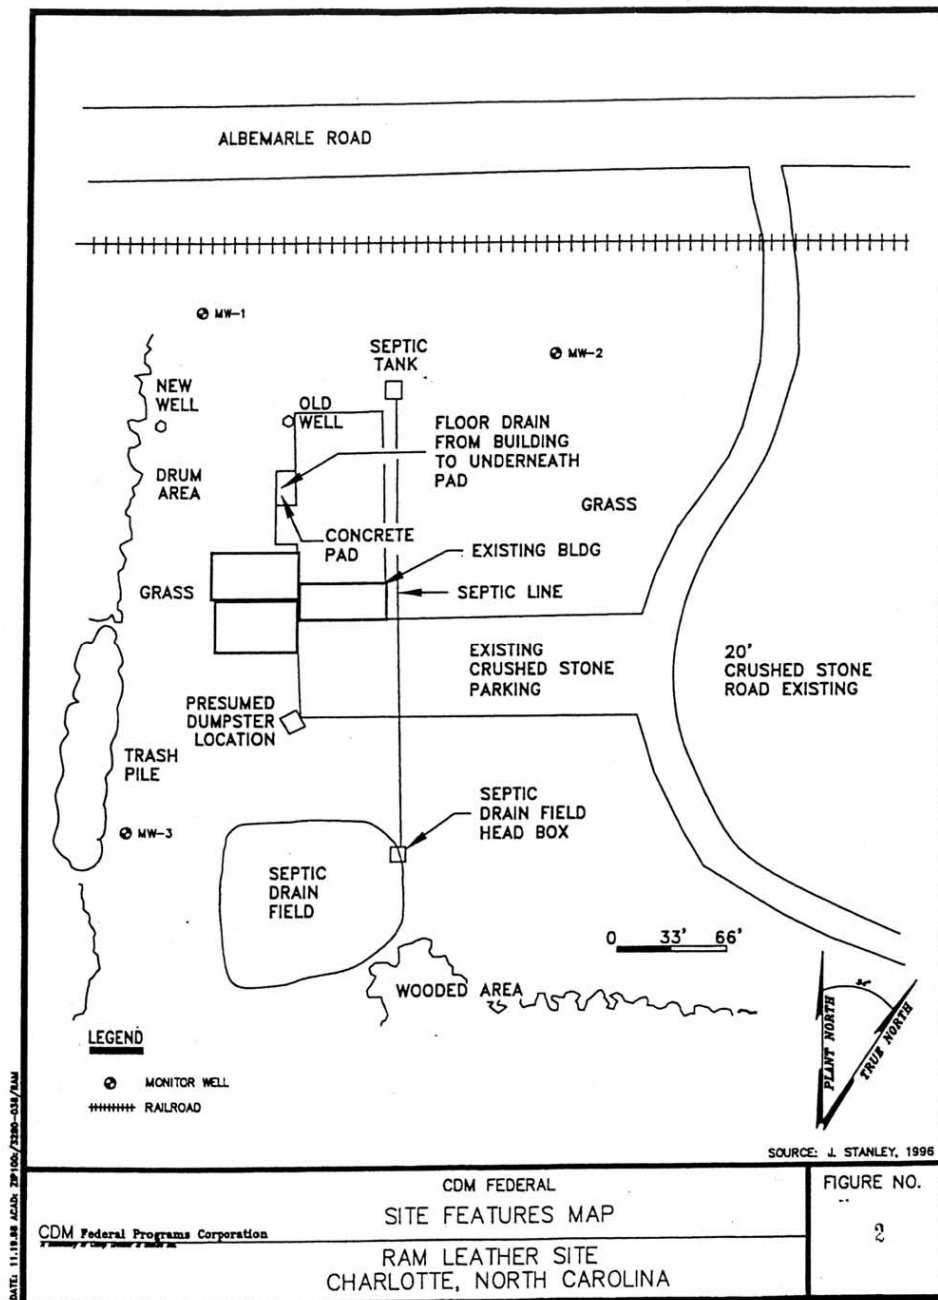 ALBEMARLE ROAD
MW-1
SEPTIC
TANK
MW-2
NEW
WELL
OLD
WELL
FLOOR DRAIN
FROM BUILDING
TO UNDERNEATH
PAD
DRUM
AREA
GRASS
CONCRETE
PAD
EXISTING BLDG
GRASS
SEPTIC LINE
EXISTING
CRUSHED STONE
PARKING
20'
CRUSHED STONE
ROAD EXISTING
PRESUMED
DUMPSTER
LOCATION
TRASH
PILE
MW-3
SEPTIC
DRAIN FIELD
HEAD BOX
SEPTIC
DRAIN
FIELD
0 33' 66'
WOODED AREA
PLANT NORTH
TRUE NORTH
LEGEND
MONITOR WELL
RAILROAD
SOURCE: J. STANLEY, 1996
CDM FEDERAL
SITE FEATURES MAP
CDM Federal Programs Corporation
RAM LEATHER SITE
CHARLOTTE, NORTH CAROLINA
FIGURE NO.
2